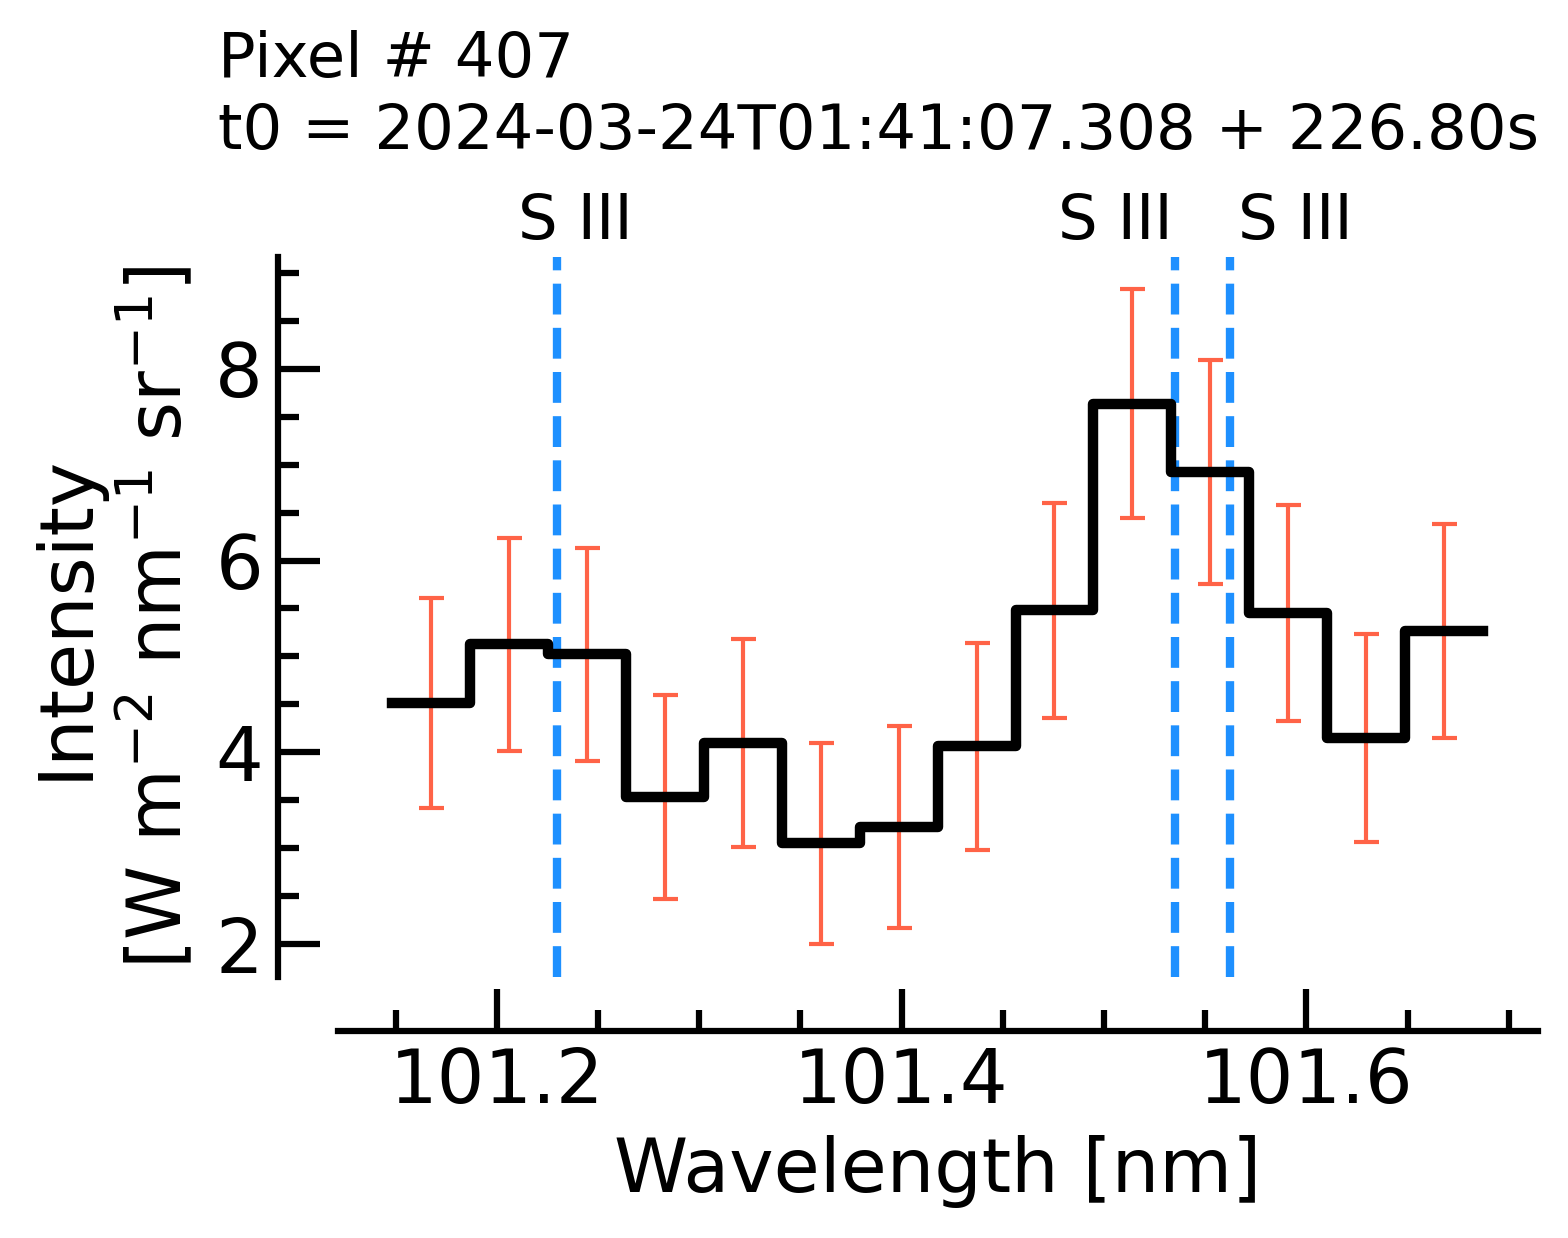 Pixel # 407
t0 = 2024-03-24T01:41:07.308 + 226.80s
S III S III S III
Intensity
[W m⁻² nm⁻¹ sr⁻¹]
8
6
4
2
101.2 101.4 101.6
Wavelength [nm]